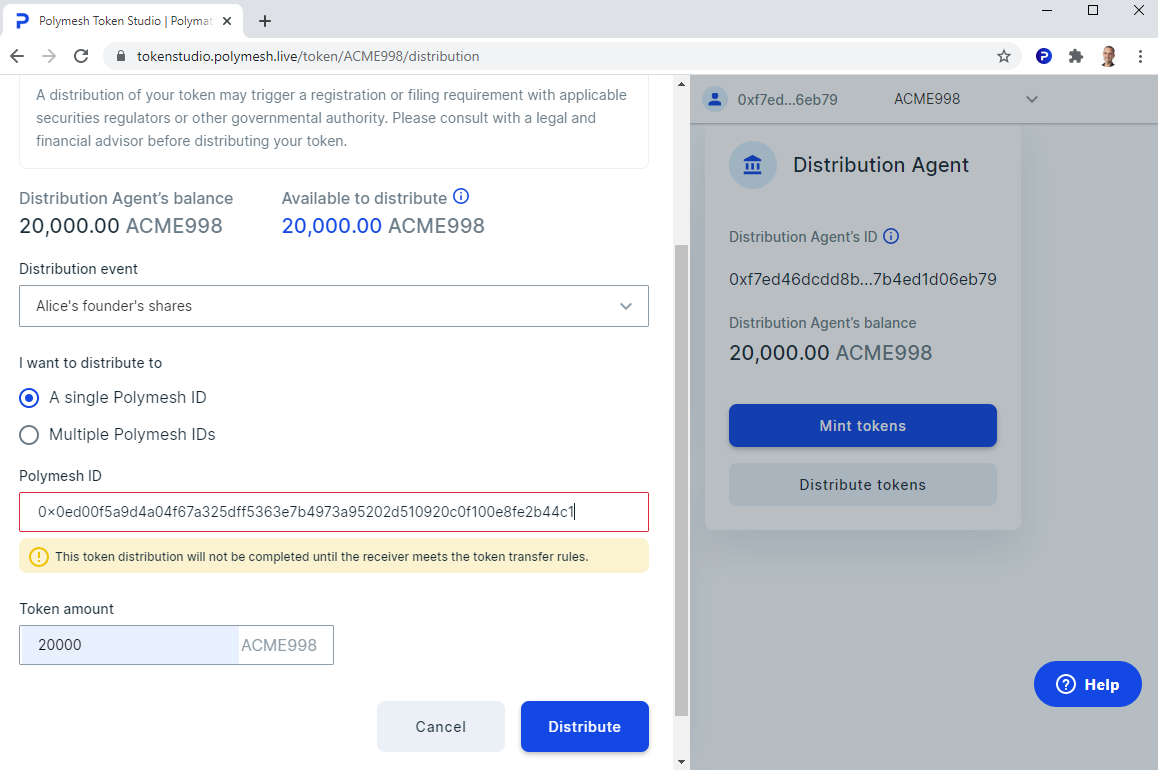 Polymesh Token Studio | Polymat
tokenstudio.polymesh.live/token/ACME998/distribution
A distribution of your token may trigger a registration or filing requirement with applicable
securities regulators or other governmental authority. Please consult with a legal and
financial advisor before distributing your token.
Distribution Agent's balance
20,000.00 ACME998
Available to distribute
20,000.00 ACME998
Distribution event
Alice's founder's shares
I want to distribute to
A single Polymesh ID
Multiple Polymesh IDs
Polymesh ID
0x0ed00f5a9d4a04f67a325dff5363e7b4973a95202d510920c0f100e8fe2b44c1
This token distribution will not be completed until the receiver meets the token transfer rules.
Token amount
20000 ACME998
Cancel
Distribute
0xf7ed...6eb79
ACME998
Distribution Agent
Distribution Agent's ID
0xf7ed46dcdd8b...7b4ed1d06eb79
Distribution Agent's balance
20,000.00 ACME998
Mint tokens
Distribute tokens
Help